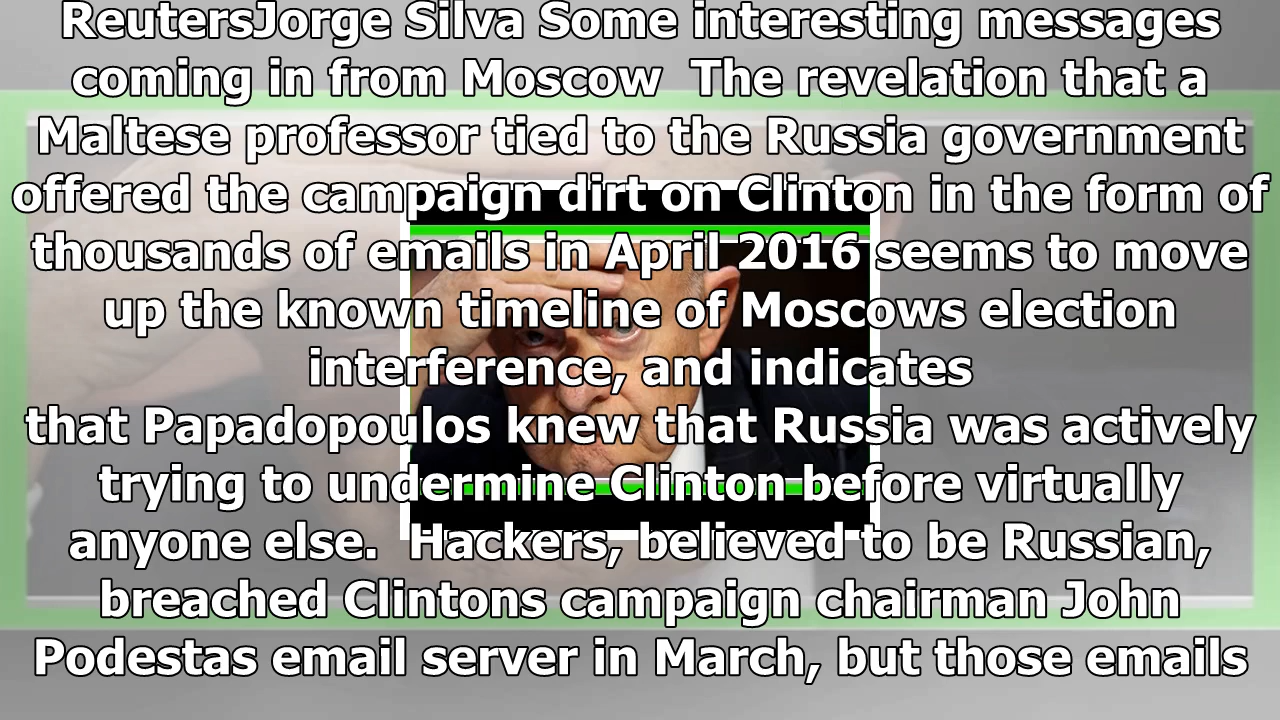 ReutersJorge Silva Some interesting messages
coming in from Moscow  The revelation that a
Maltese professor tied to the Russia government
offered the campaign dirt on Clinton in the form of
thousands of emails in April 2016 seems to move
up the known timeline of Moscows election
interference, and indicates
that Papadopoulos knew that Russia was actively
trying to undermine Clinton before virtually
anyone else.  Hackers, believed to be Russian,
breached Clintons campaign chairman John
Podestas email server in March, but those emails